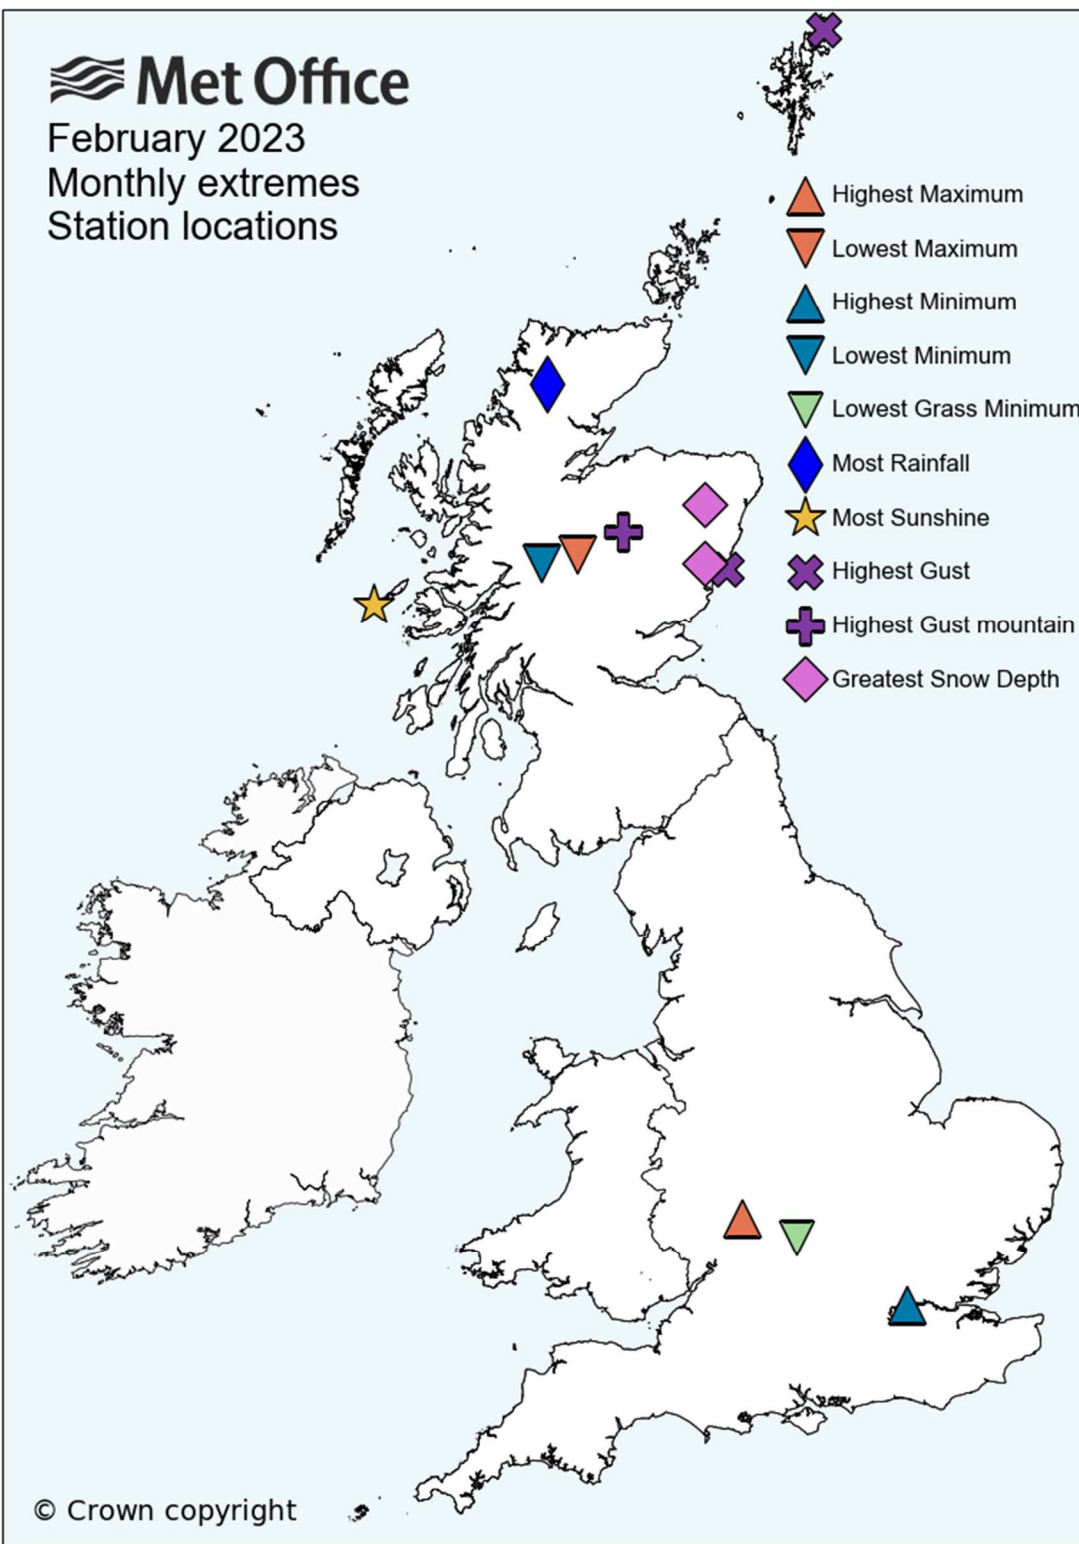 Met Office
February 2023
Monthly extremes
Station locations
Highest Maximum
Lowest Maximum
Highest Minimum
Lowest Minimum
Lowest Grass Minimum
Most Rainfall
Most Sunshine
Highest Gust
Highest Gust mountain
Greatest Snow Depth
© Crown copyright